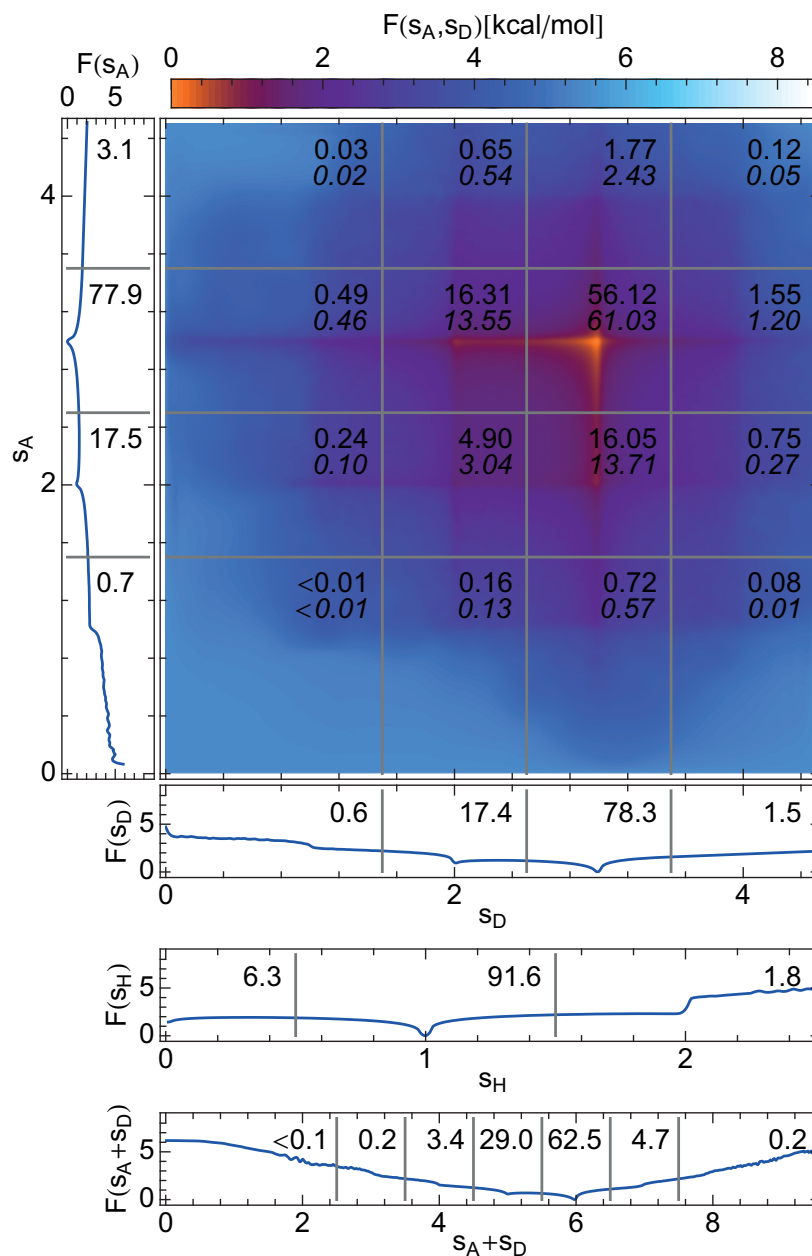 F(s_A,s_D)[kcal/mol]
F(s_A)
0 5
0 2 4 6 8
3.1 0.03 0.65 1.77 0.12
0.02 0.54 2.43 0.05
4
77.9 0.49 16.31 56.12 1.55
0.46 13.55 61.03 1.20
s_A
17.5 0.24 4.90 16.05 0.75
0.10 3.04 13.71 0.27
2
0.7 <0.01 0.16 0.72 0.08
<0.01 0.13 0.57 0.01
0
F(s_D)
5
0
0.6 17.4 78.3 1.5
0 2 4
s_D
F(s_H)
5
0
6.3 91.6 1.8
0 1 2
s_H
F(s_A+s_D)
5
0
<0.1 0.2 3.4 29.0 62.5 4.7 0.2
0 2 4 6 8
s_A+s_D